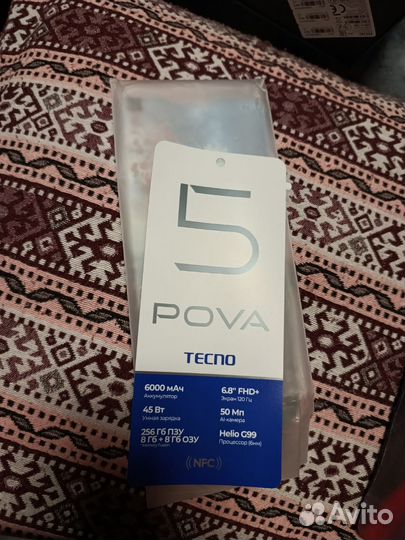 5
POVA
TECNO
6000 мАч
Аккумулятор
6.8" FHD+
Экран 120 Гц
45 Вт
Умная зарядка
50 Мп
AI-камера
256 Гб ПЗУ
8 Гб + 8 Гб ОЗУ
Helio G99
Процессор (6нм)
NFC
Avito